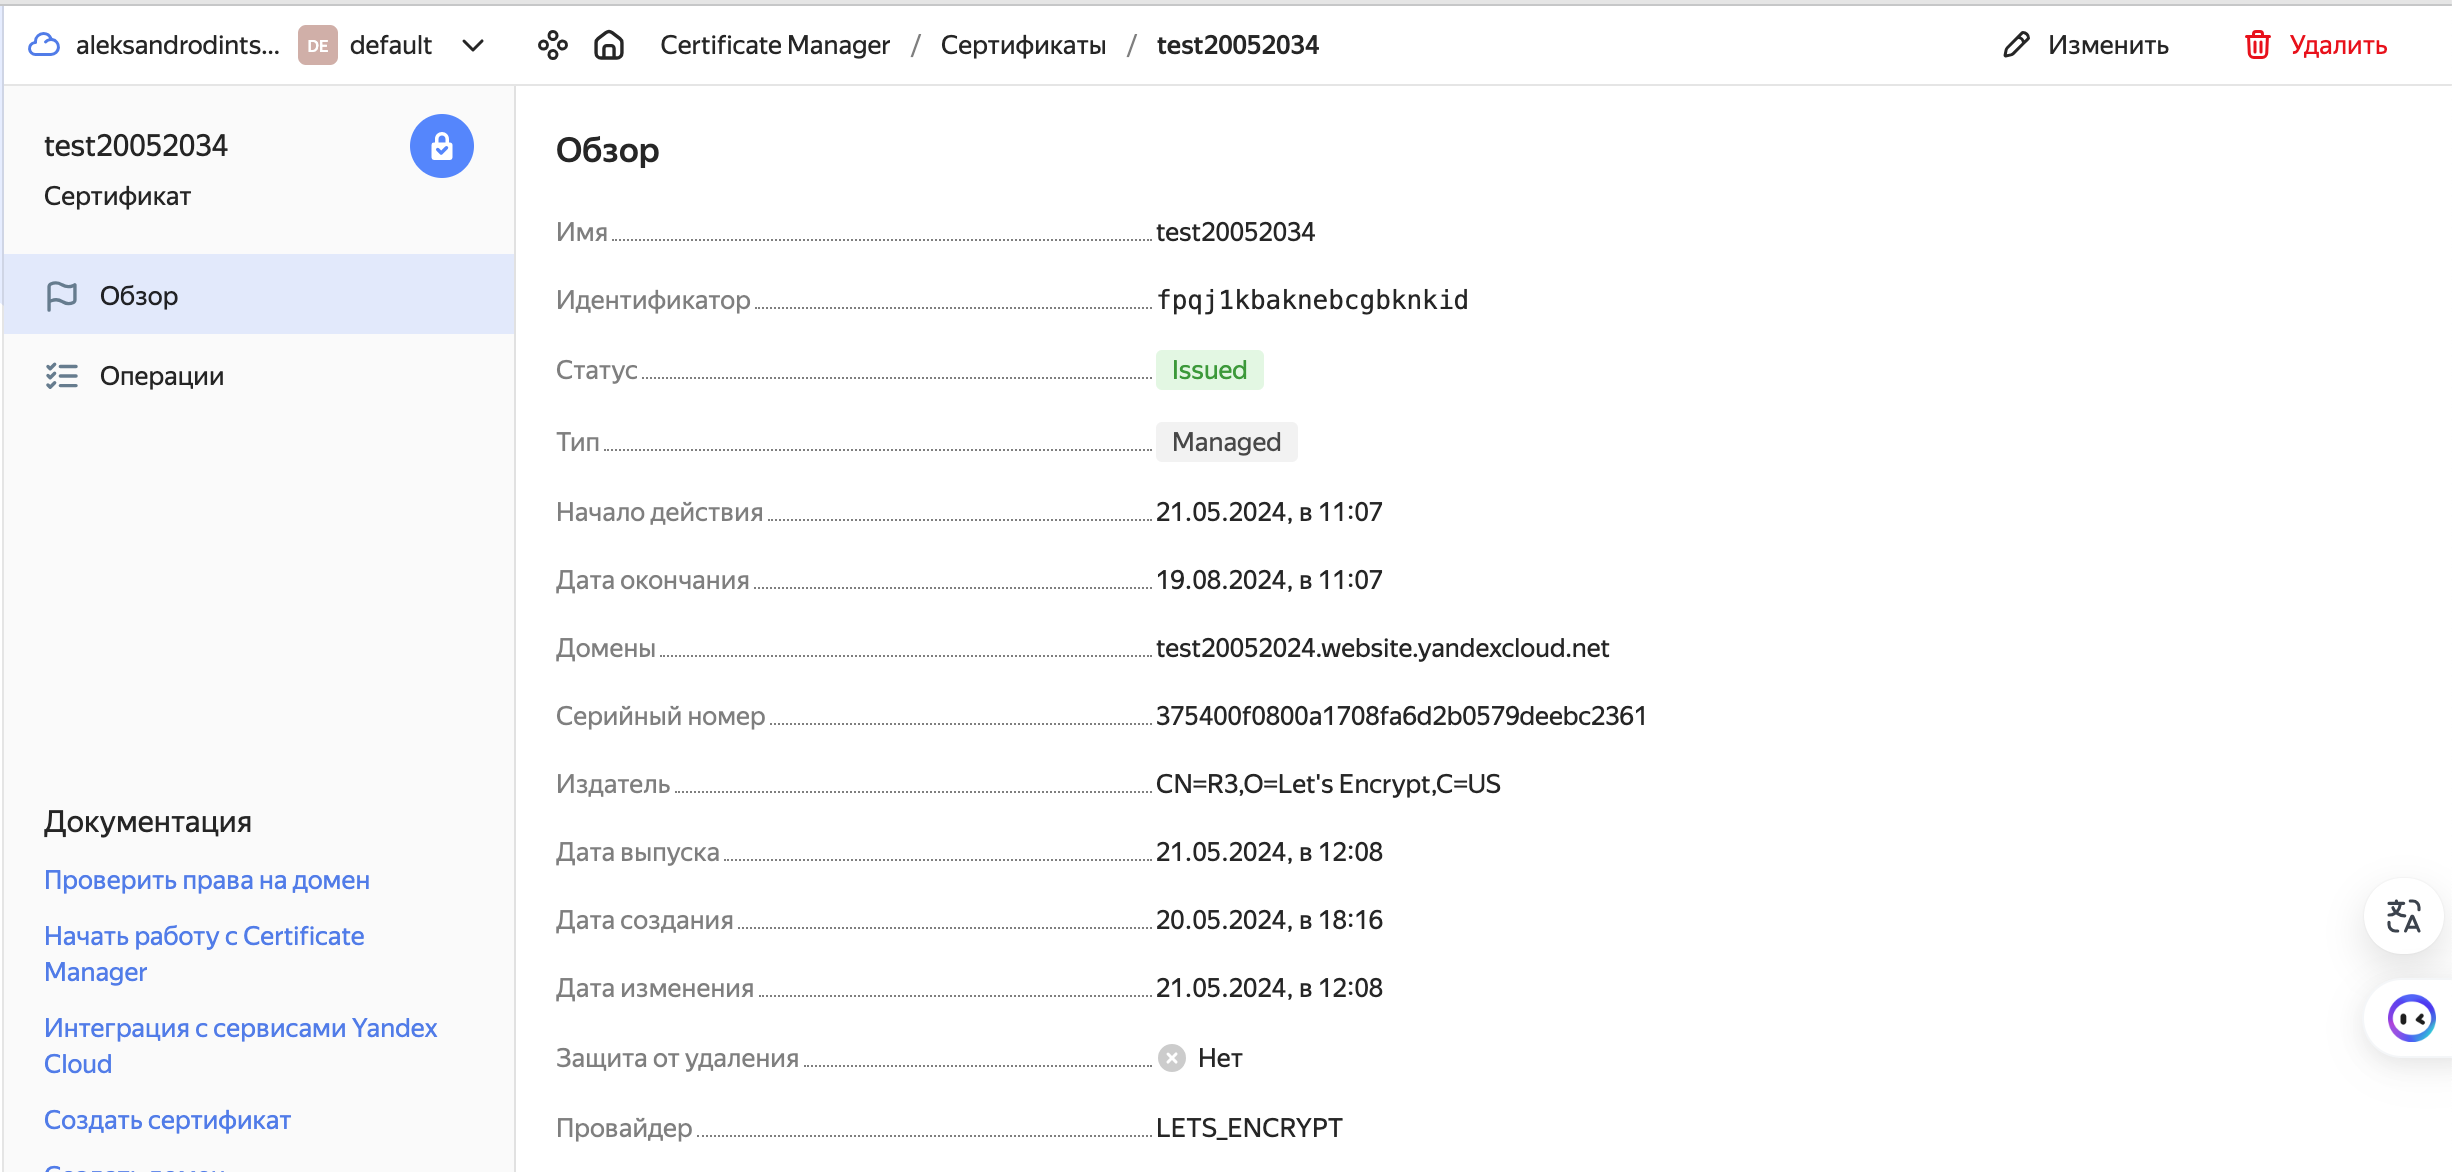 aleksandrodints... DE default Certificate Manager / Сертификаты / test20052034 Изменить Удалить
test20052034
Сертификат
Обзор
Операции
Документация
Проверить права на домен
Начать работу с Certificate
Manager
Интеграция с сервисами Yandex
Cloud
Создать сертификат
Обзор
Имя test20052034
Идентификатор fpqj1kbaknebcgbknkid
Статус Issued
Тип Managed
Начало действия 21.05.2024, в 11:07
Дата окончания 19.08.2024, в 11:07
Домены test20052024.website.yandexcloud.net
Серийный номер 375400f0800a1708fa6d2b0579deebc2361
Издатель CN=R3,O=Let's Encrypt,C=US
Дата выпуска 21.05.2024, в 12:08
Дата создания 20.05.2024, в 18:16
Дата изменения 21.05.2024, в 12:08
Защита от удаления Нет
Провайдер LETS_ENCRYPT